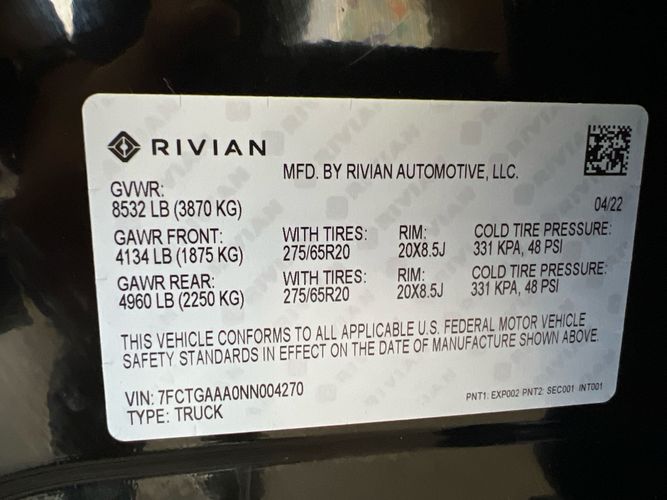 RIVIAN
MFD. BY RIVIAN AUTOMOTIVE, LLC.
GVWR:
8532 LB (3870 KG)
04/22
GAWR FRONT: WITH TIRES: RIM: COLD TIRE PRESSURE:
4134 LB (1875 KG) 275/65R20 20X8.5J 331 KPA, 48 PSI
GAWR REAR: WITH TIRES: RIM: COLD TIRE PRESSURE:
4960 LB (2250 KG) 275/65R20 20X8.5J 331 KPA, 48 PSI
THIS VEHICLE CONFORMS TO ALL APPLICABLE U.S. FEDERAL MOTOR VEHICLE
SAFETY STANDARDS IN EFFECT ON THE DATE OF MANUFACTURE SHOWN ABOVE.
VIN: 7FCTGAAA0NN004270
TYPE: TRUCK
PNT1: EXP002 PNT2: SEC001 INT001